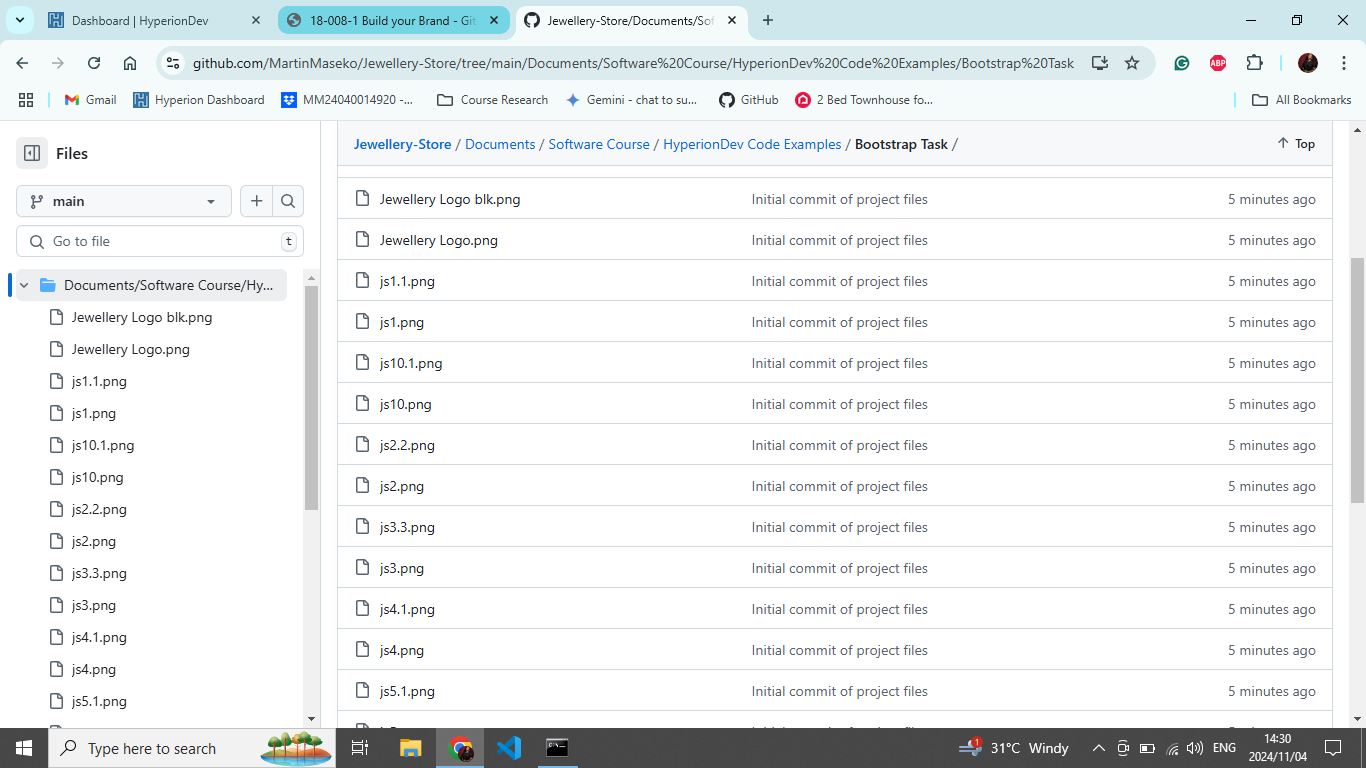 Dashboard | HyperionDev
18-008-1 Build your Brand - Git
Jewellery-Store/Documents/Sof
github.com/MartinMaseko/Jewellery-Store/tree/main/Documents/Software%20Course/HyperionDev%20Code%20Examples/Bootstrap%20Task
ABP
Gmail
Hyperion Dashboard
MM24040014920 -...
Course Research
Gemini - chat to su...
GitHub
2 Bed Townhouse fo...
All Bookmarks
Files
main
Go to file
t
Documents/Software Course/Hy...
Jewellery Logo blk.png
Jewellery Logo.png
js1.1.png
js1.png
js10.1.png
js10.png
js2.2.png
js2.png
js3.3.png
js3.png
js4.1.png
js4.png
js5.1.png
Jewellery-Store / Documents / Software Course / HyperionDev Code Examples / Bootstrap Task /
Top
Jewellery Logo blk.png Initial commit of project files 5 minutes ago
Jewellery Logo.png Initial commit of project files 5 minutes ago
js1.1.png Initial commit of project files 5 minutes ago
js1.png Initial commit of project files 5 minutes ago
js10.1.png Initial commit of project files 5 minutes ago
js10.png Initial commit of project files 5 minutes ago
js2.2.png Initial commit of project files 5 minutes ago
js2.png Initial commit of project files 5 minutes ago
js3.3.png Initial commit of project files 5 minutes ago
js3.png Initial commit of project files 5 minutes ago
js4.1.png Initial commit of project files 5 minutes ago
js4.png Initial commit of project files 5 minutes ago
js5.1.png Initial commit of project files 5 minutes ago
Type here to search
1
31°C Windy
ENG
14:30
2024/11/04